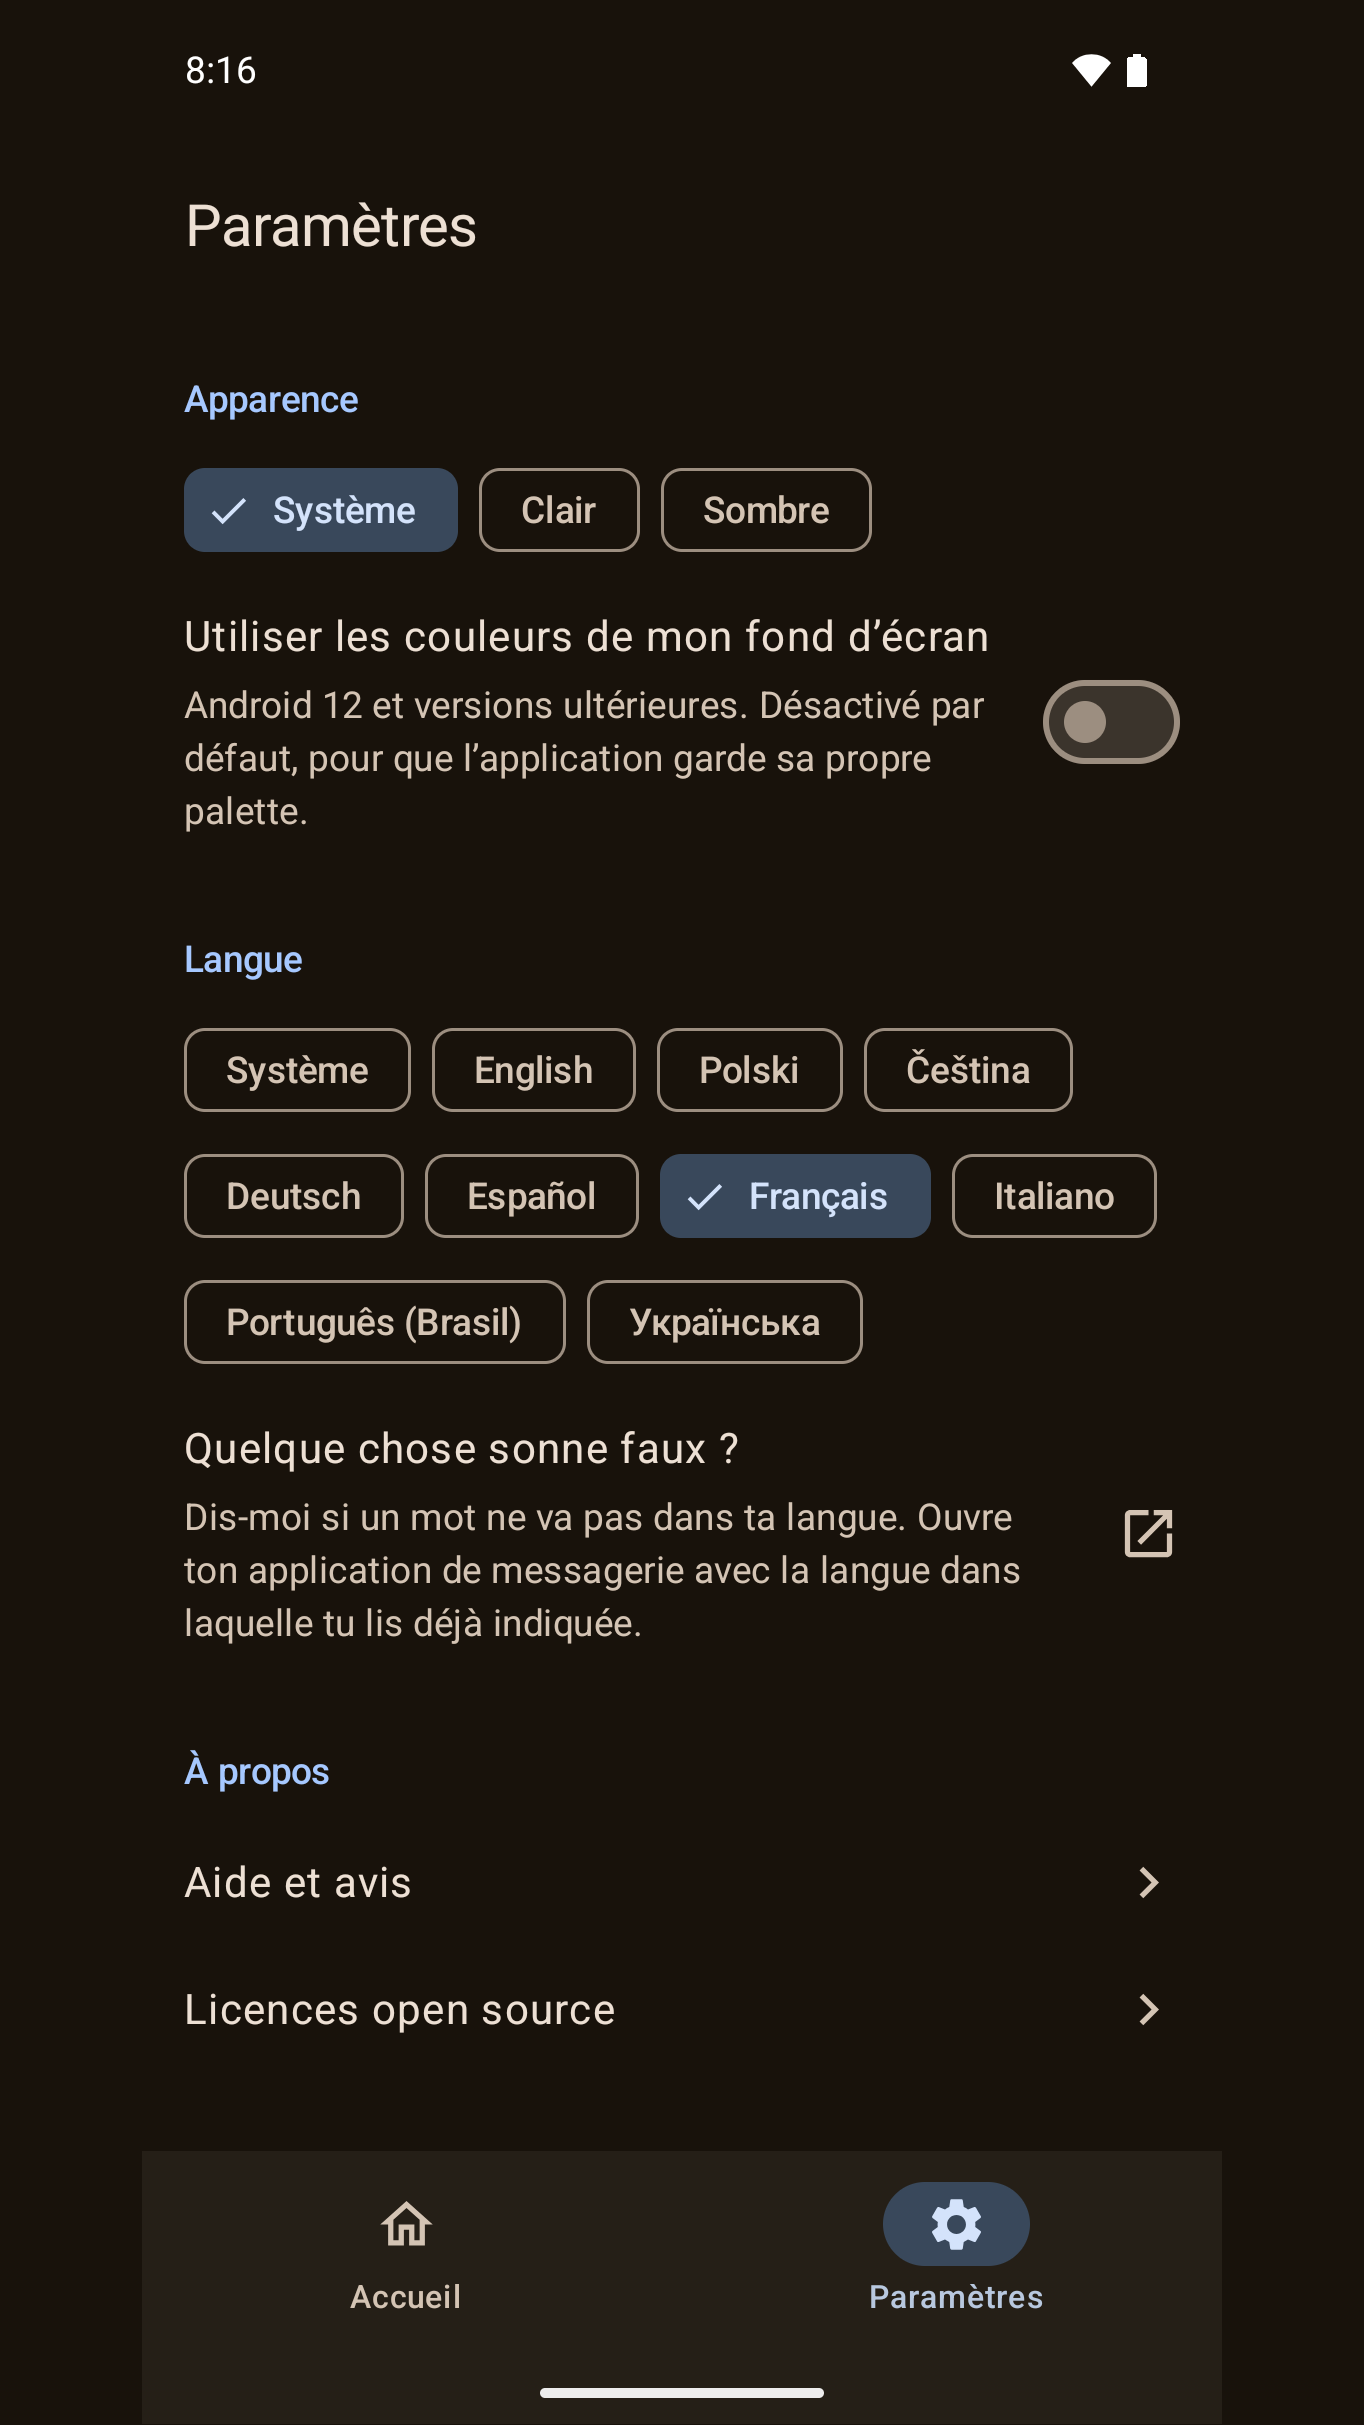 8:16
Paramètres
Apparence
Système
Clair
Sombre
Utiliser les couleurs de mon fond d’écran
Android 12 et versions ultérieures. Désactivé par
défaut, pour que l’application garde sa propre
palette.
Langue
Système
English
Polski
Čeština
Deutsch
Español
Français
Italiano
Português (Brasil)
Українська
Quelque chose sonne faux ?
Dis-moi si un mot ne va pas dans ta langue. Ouvre
ton application de messagerie avec la langue dans
laquelle tu lis déjà indiquée.
À propos
Aide et avis
Licences open source
Accueil
Paramètres